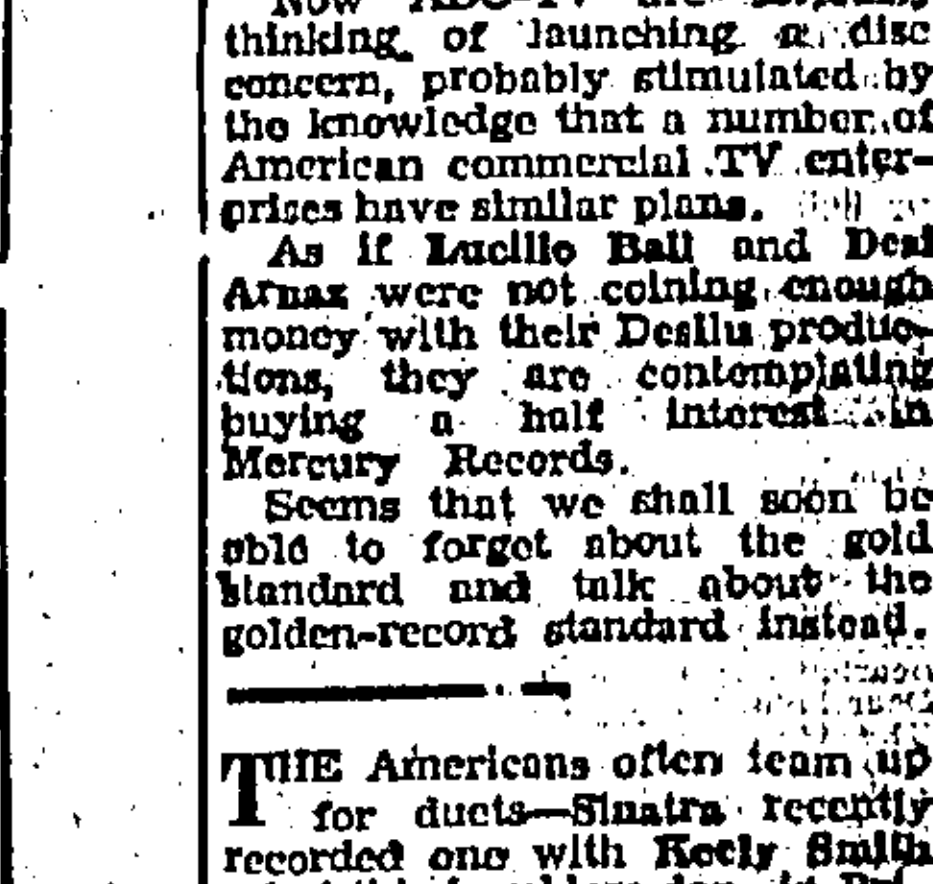 Now ABC-TV are
thinking of launching a disc
concern, probably stimulated by
the knowledge that a number of
American commercial TV enter-
prises have similar plans.
As if Lucille Ball and Desi
Arnaz were not coining enough
money with their Desilu produc-
tions, they are contemplating
buying a half interest in
Mercury Records.
Seems that we shall soon be
able to forget about the gold
standard and talk about the
golden-record standard instead.
THE Americans often team up
for duets—Sinatra recently
recorded one with Keely Smith